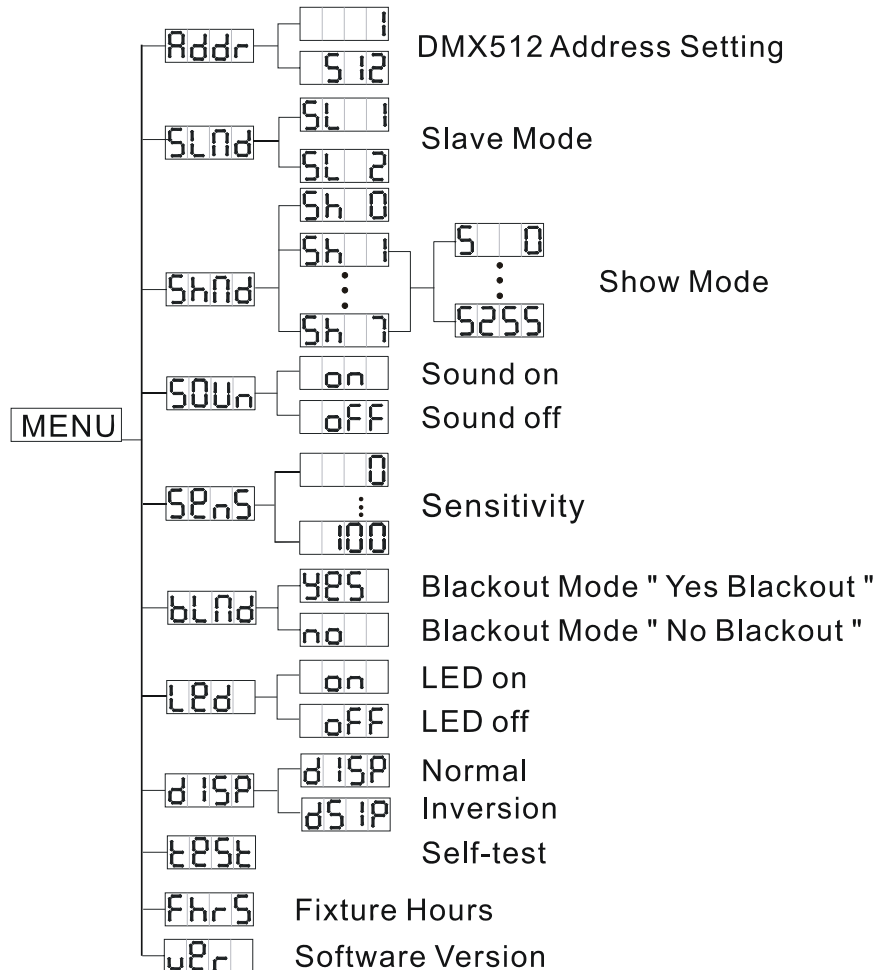 Addr
1
512
DMX512 Address Setting
SLMd
SL 1
SL 2
Slave Mode
ShMd
Sh 0
Sh 1
Sh 7
S 0
S255
Show Mode
SOUn
on
oFF
Sound on
Sound off
MENU
SenS
0
100
Sensitivity
bLMd
yes
no
Blackout Mode " Yes Blackout "
Blackout Mode " No Blackout "
Led
on
oFF
LED on
LED off
dISP
dISP
dSIP
Normal
Inversion
teSt
Self-test
FhrS
Fixture Hours
ver
Software Version